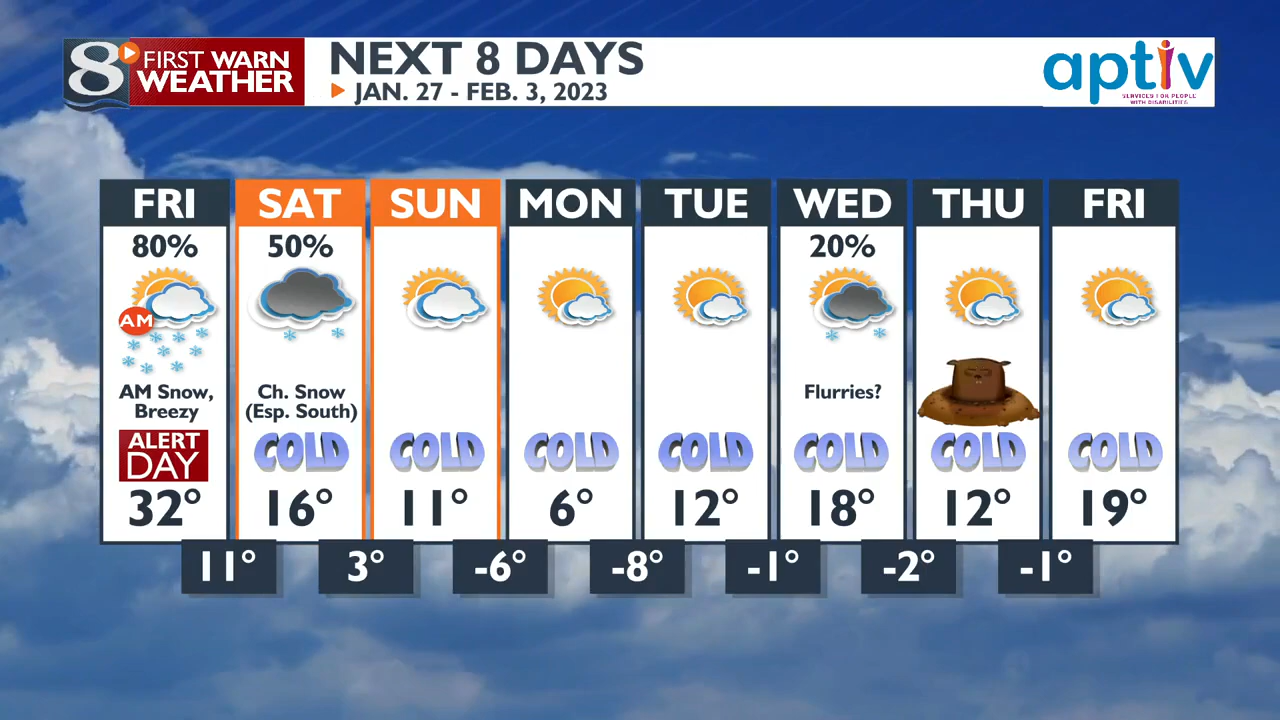 8 FIRST WARN
WEATHER
NEXT 8 DAYS
JAN. 27 - FEB. 3, 2023
aptiv
SERVICES FOR PEOPLE
WITH DISABILITIES
FRI SAT SUN MON TUE WED THU FRI
80% 50% 20%
AM
AM Snow,
Breezy
Ch. Snow
(Esp. South)
Flurries?
ALERT
DAY
COLD COLD COLD COLD COLD COLD COLD
32° 16° 11° 6° 12° 18° 12° 19°
11° 3° -6° -8° -1° -2° -1°